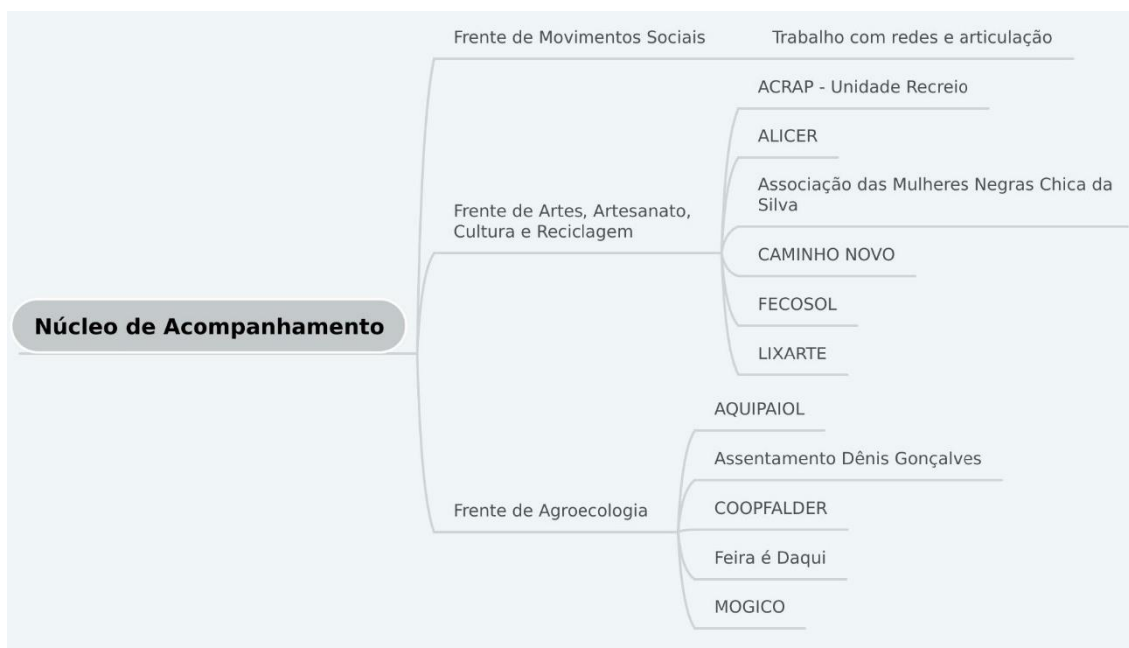 Núcleo de Acompanhamento
Frente de Movimentos Sociais
Trabalho com redes e articulação
Frente de Artes, Artesanato,
Cultura e Reciclagem
ACRAP - Unidade Recreio
ALICER
Associação das Mulheres Negras Chica da
Silva
CAMINHO NOVO
FECOSOL
LIXARTE
Frente de Agroecologia
AQUIPAIOL
Assentamento Dênis Gonçalves
COOPFALDER
Feira é Daqui
MOGICO